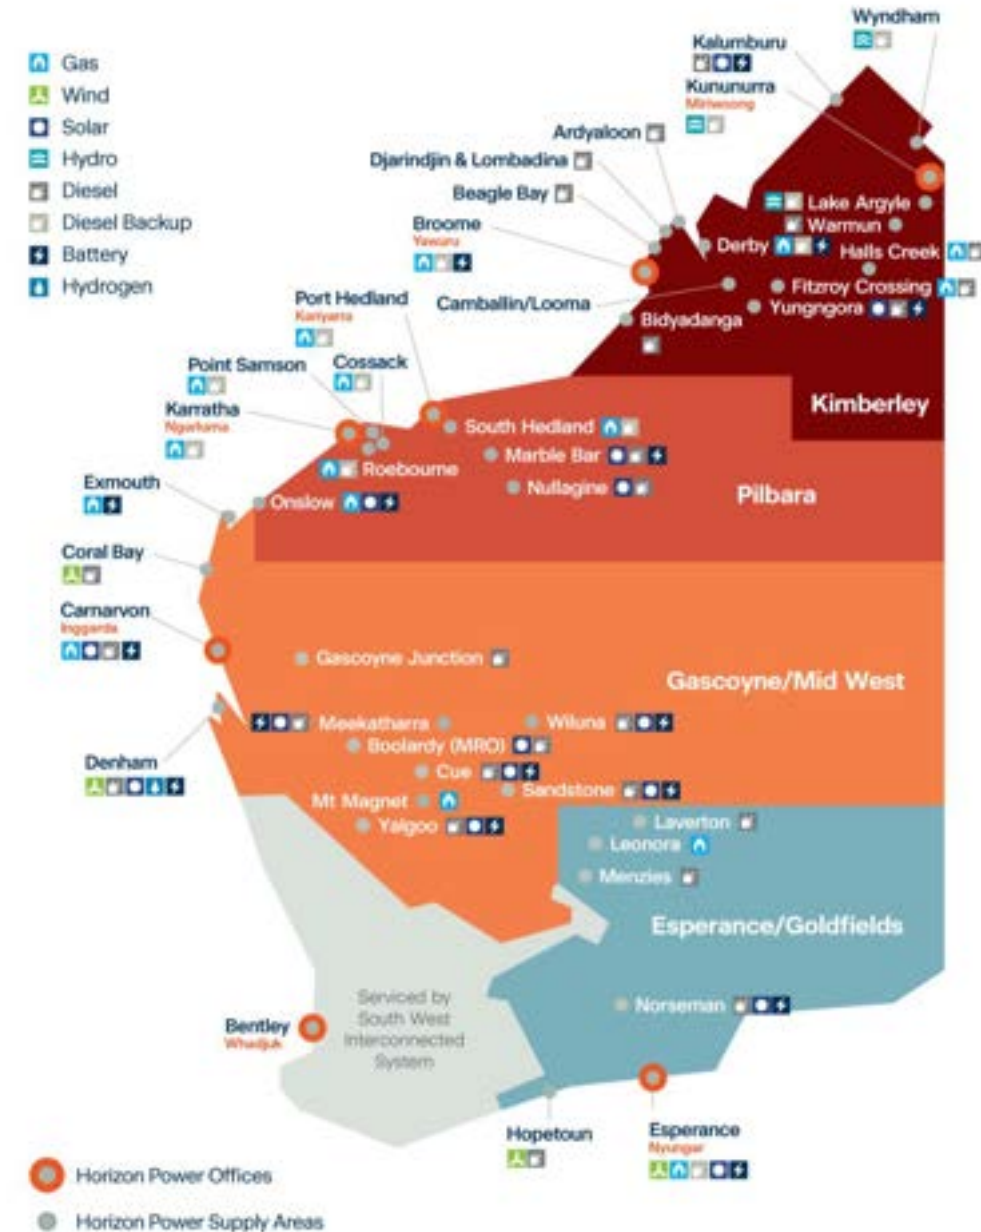 Gas
Wind
Solar
Hydro
Diesel
Diesel Backup
Battery
Hydrogen
Wyndham
Kalumburu
Kununurra
Miriwoong
Ardyaloon
Djarindjin & Lombadina
Beagle Bay
Broome
Yawuru
Lake Argyle
Warmun
Derby
Halls Creek
Fitzroy Crossing
Camballin/Looma
Yungngora
Bidyadanga
Kimberley
Port Hedland
Kariyarra
Point Samson
Cossack
Karratha
Ngarluma
South Hedland
Marble Bar
Roebourne
Nullagine
Pilbara
Exmouth
Onslow
Coral Bay
Carnarvon
Inggarda
Gascoyne Junction
Gascoyne/Mid West
Meekatharra
Wiluna
Boolardy (MRO)
Denham
Cue
Sandstone
Mt Magnet
Yalgoo
Laverton
Leonora
Menzies
Esperance/Goldfields
Serviced by
South West
Interconnected
System
Norseman
Bentley
Whadjuk
Hopetoun
Esperance
Nyungar
Horizon Power Offices
Horizon Power Supply Areas